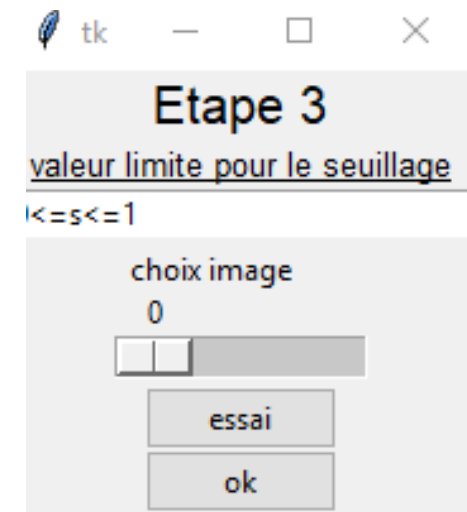 tk
Etape 3
valeur limite pour le seuillage
<=s<=1
choix image
0
essai
ok